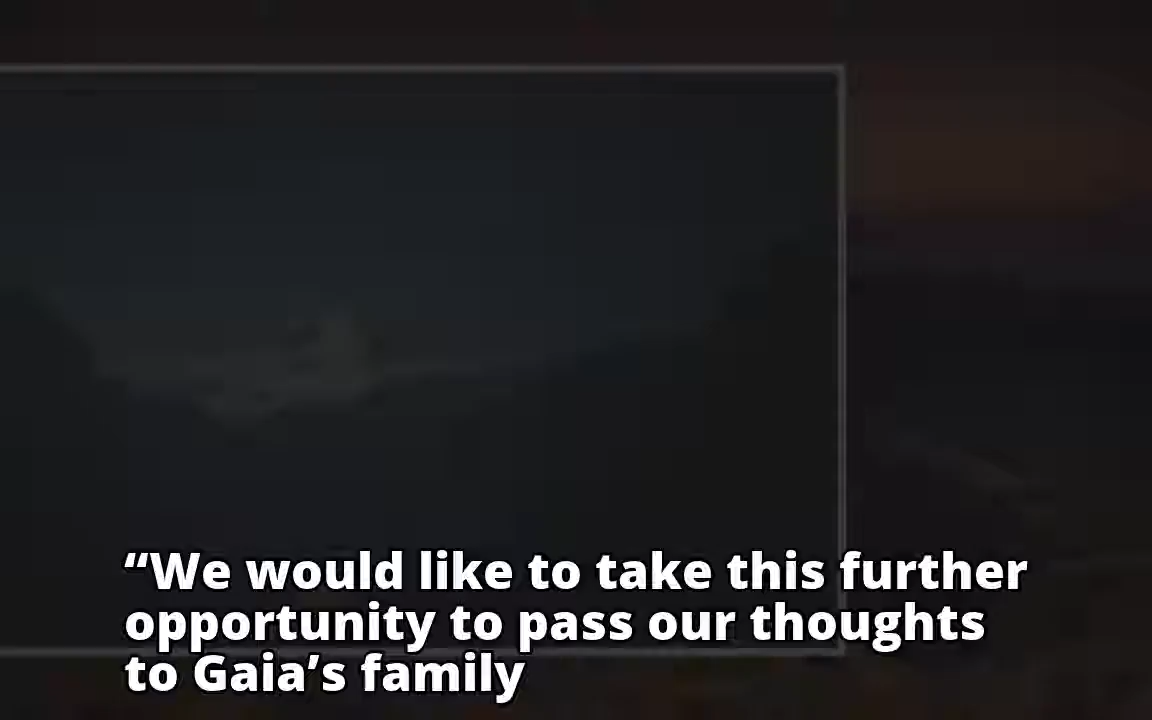 “We would like to take this further
opportunity to pass our thoughts
to Gaia’s family